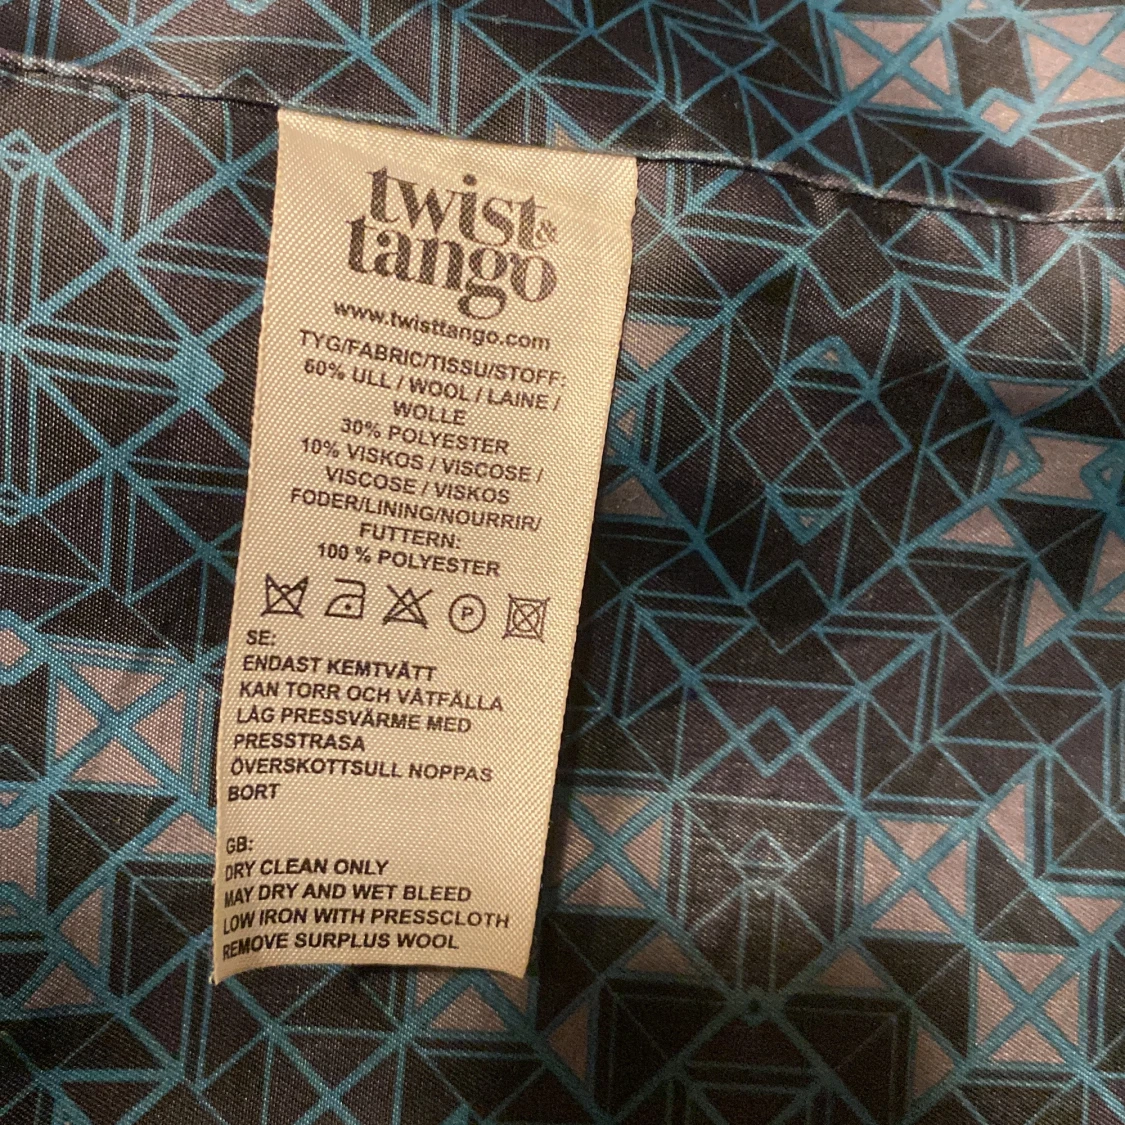 twist&
tango
www.twisttango.com
TYG/FABRIC/TISSU/STOFF:
60% ULL / WOOL / LAINE /
WOLLE
30% POLYESTER
10% VISKOS / VISCOSE /
VISCOSE / VISKOS
FODER/LINING/NOURRIR/
FUTTERN:
100 % POLYESTER
P
SE:
ENDAST KEMTVÄTT
KAN TORR OCH VÅTFÄLLA
LÅG PRESSVÄRME MED
PRESSTRASA
ÖVERSKOTTSULL NOPPAS
BORT
GB:
DRY CLEAN ONLY
MAY DRY AND WET BLEED
LOW IRON WITH PRESSCLOTH
REMOVE SURPLUS WOOL